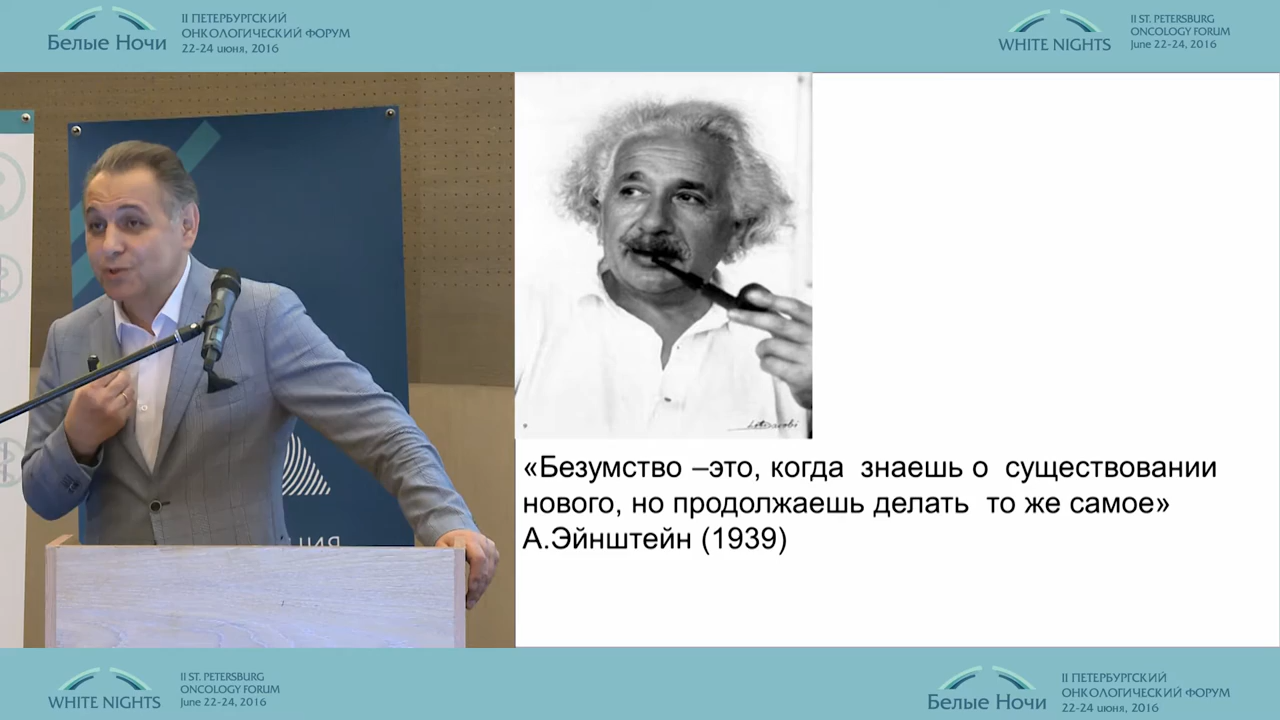 Белые Ночи
II ПЕТЕРБУРГСКИЙ
ОНКОЛОГИЧЕСКИЙ ФОРУМ
22-24 июня, 2016
WHITE NIGHTS
II ST. PETERSBURG
ONCOLOGY FORUM
June 22-24, 2016
«Безумство –это, когда знаешь о существовании
нового, но продолжаешь делать то же самое»
А.Эйнштейн (1939)
WHITE NIGHTS
II ST. PETERSBURG
ONCOLOGY FORUM
June 22-24, 2016
Белые Ночи
II ПЕТЕРБУРГСКИЙ
ОНКОЛОГИЧЕСКИЙ ФОРУМ
22-24 июня, 2016